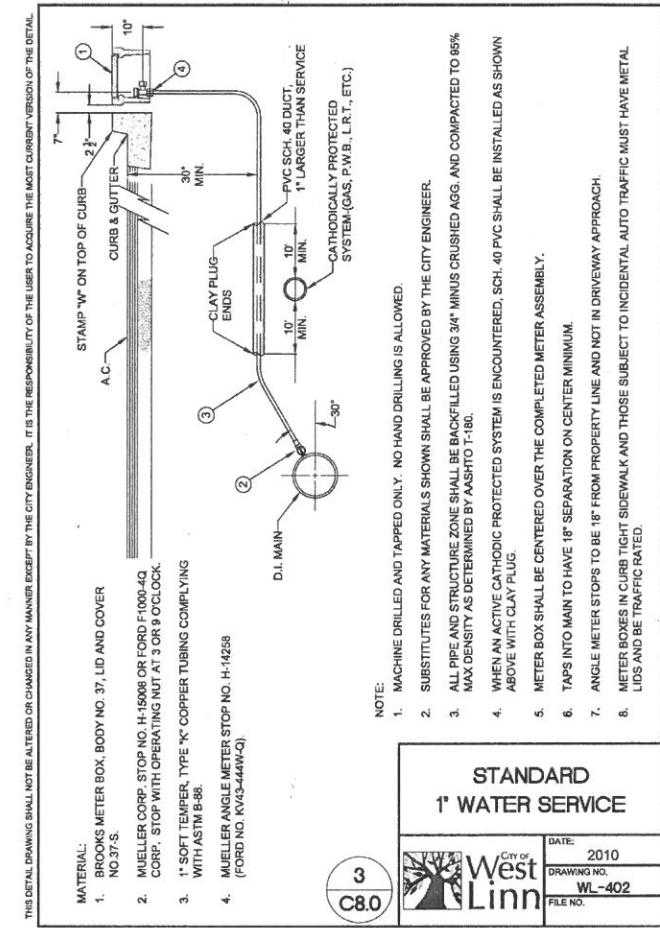 THIS DETAIL DRAWING SHALL NOT BE ALTERED OR CHANGED IN ANY MANNER EXCEPT BY THE CITY ENGINEER. IT IS THE RESPONSIBILITY OF THE USER TO ACQUIRE THE MOST CURRENT VERSION OF THE DETAIL.
MATERIAL:
1. BROOKS METER BOX, BODY NO. 37, LID AND COVER
NO. 37-S.
2. MUELLER CORP. STOP NO. H-15008 OR FORD F1000-4Q
CORP. STOP WITH OPERATING NUT AT 3 OR 9 O'CLOCK.
3. 1" SOFT TEMPER, TYPE "K" COPPER TUBING COMPLYING
WITH ASTM B-88.
4. MUELLER ANGLE METER STOP NO. H-14258
(FORD NO. KV43-444W-Q).
STAMP "W" ON TOP OF CURB
7"
2 1/2"
10"
1
A.C.
CURB & GUTTER
4
30"
MIN.
CLAY PLUG
ENDS
PVC SCH. 40 DUCT,
1" LARGER THAN SERVICE
3
10'
MIN.
10'
MIN.
CATHODICALLY PROTECTED
SYSTEM-(GAS, P.W.B., L.R.T., ETC.)
2
30°
D.I. MAIN
NOTE:
1. MACHINE DRILLED AND TAPPED ONLY. NO HAND DRILLING IS ALLOWED.
2. SUBSTITUTES FOR ANY MATERIALS SHOWN SHALL BE APPROVED BY THE CITY ENGINEER.
3. ALL PIPE AND STRUCTURE ZONE SHALL BE BACKFILLED USING 3/4" MINUS CRUSHED AGG. AND COMPACTED TO 95%
MAX DENSITY AS DETERMINED BY AASHTO T-180.
4. WHEN AN ACTIVE CATHODIC PROTECTED SYSTEM IS ENCOUNTERED, SCH. 40 PVC SHALL BE INSTALLED AS SHOWN
ABOVE WITH CLAY PLUG.
5. METER BOX SHALL BE CENTERED OVER THE COMPLETED METER ASSEMBLY.
6. TAPS INTO MAIN TO HAVE 18" SEPARATION ON CENTER MINIMUM.
7. ANGLE METER STOPS TO BE 18" FROM PROPERTY LINE AND NOT IN DRIVEWAY APPROACH.
8. METER BOXES IN CURB TIGHT SIDEWALK AND THOSE SUBJECT TO INCIDENTAL AUTO TRAFFIC MUST HAVE METAL
LIDS AND BE TRAFFIC RATED.
3
C8.0
STANDARD
1" WATER SERVICE
CITY OF
West
Linn
DATE:
2010
DRAWING NO.
WL-402
FILE NO.